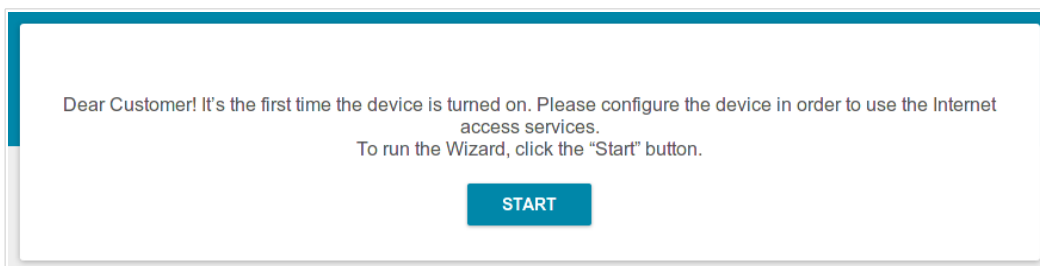 Dear Customer! It’s the first time the device is turned on. Please configure the device in order to use the Internet
access services.
To run the Wizard, click the “Start” button.
START